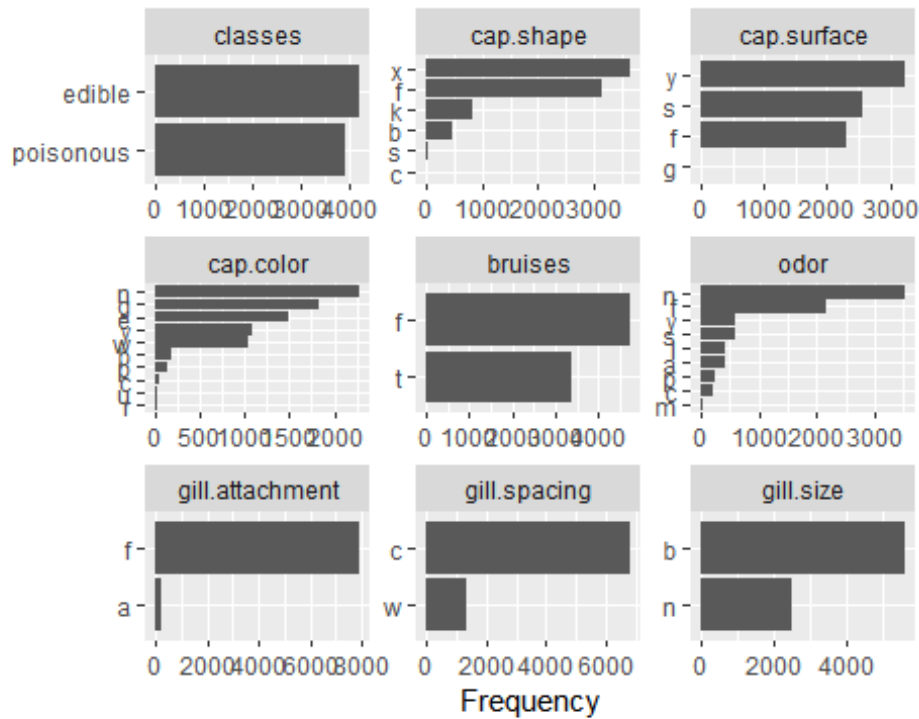 classes
edible
poisonous
0 1000 2000 3000 4000
cap.shape
x
f
k
b
s
c
0 1000 2000 3000
cap.surface
y
s
f
g
0 1000 2000 3000
cap.color
n
g
e
y
w
0 500 1000 1500 2000
bruises
f
t
0 1000 2000 3000 4000
odor
n
f
y
s
a
p
c
m
0 1000 2000 3000
gill.attachment
f
a
0 2000 4000 6000 8000
gill.spacing
c
w
0 2000 4000 6000
gill.size
b
n
0 2000 4000
Frequency